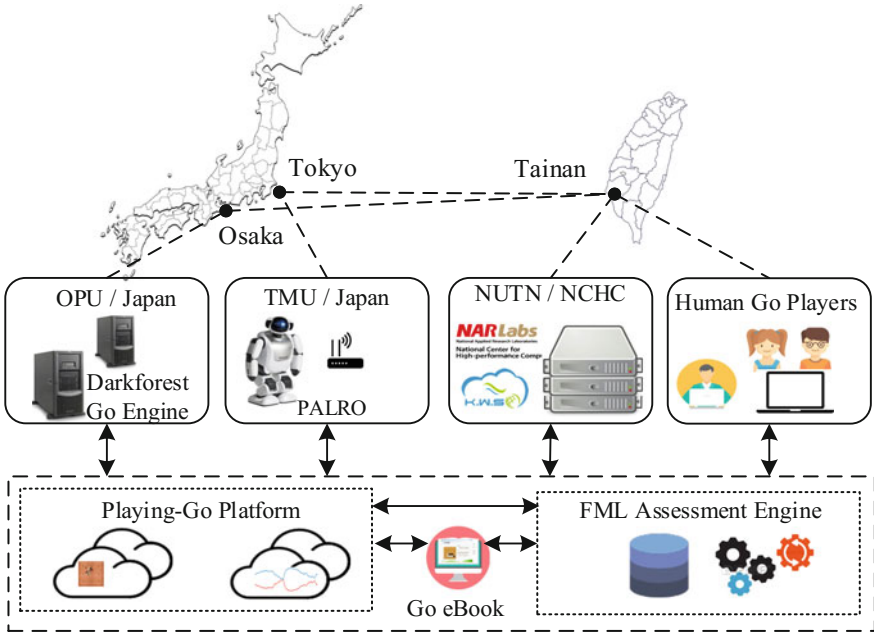 Tokyo
Tainan
Osaka
OPU / Japan
Darkforest
Go Engine
TMU / Japan
PALRO
NUTN / NCHC
NARLabs
National Applied Research Laboratories
National Center for
High-performance Comp
K.W.S
Human Go Players
Playing-Go Platform
FML Assessment Engine
Go eBook